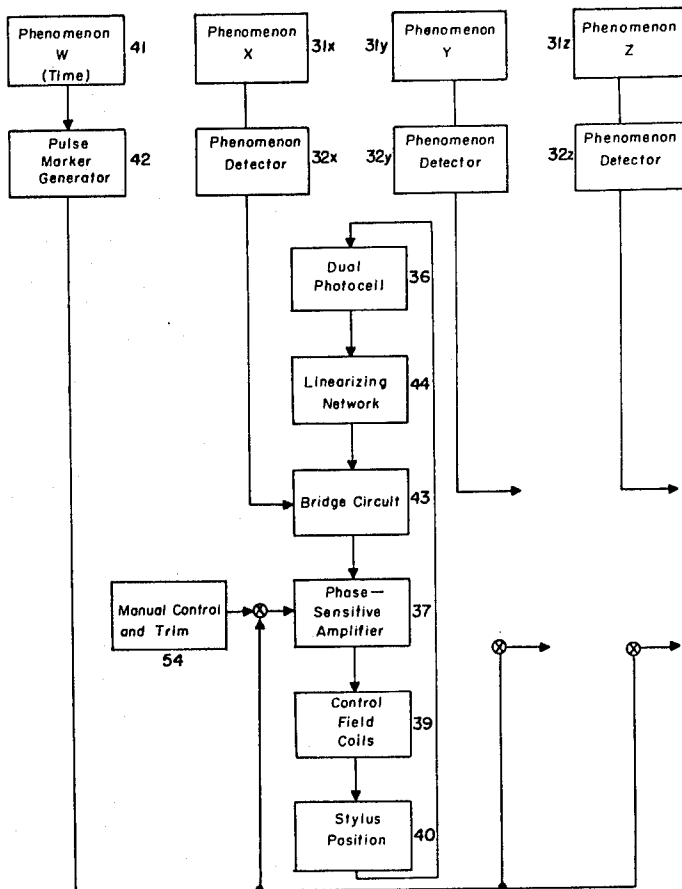 Phenomenon
W
(Time)
41
Phenomenon
X
31x
31y
Phenomenon
Y
31z
Phenomenon
Z
Pulse
Marker
Generator
42
Phenomenon
Detector
32x
32y
Phenomenon
Detector
32z
Phenomenon
Detector
Dual
Photocell
36
Linearizing
Network
44
Bridge Circuit
43
Manual Control
and Trim
54
Phase—
Sensitive
Amplifier
37
Control
Field
Coils
39
Stylus
Position
40